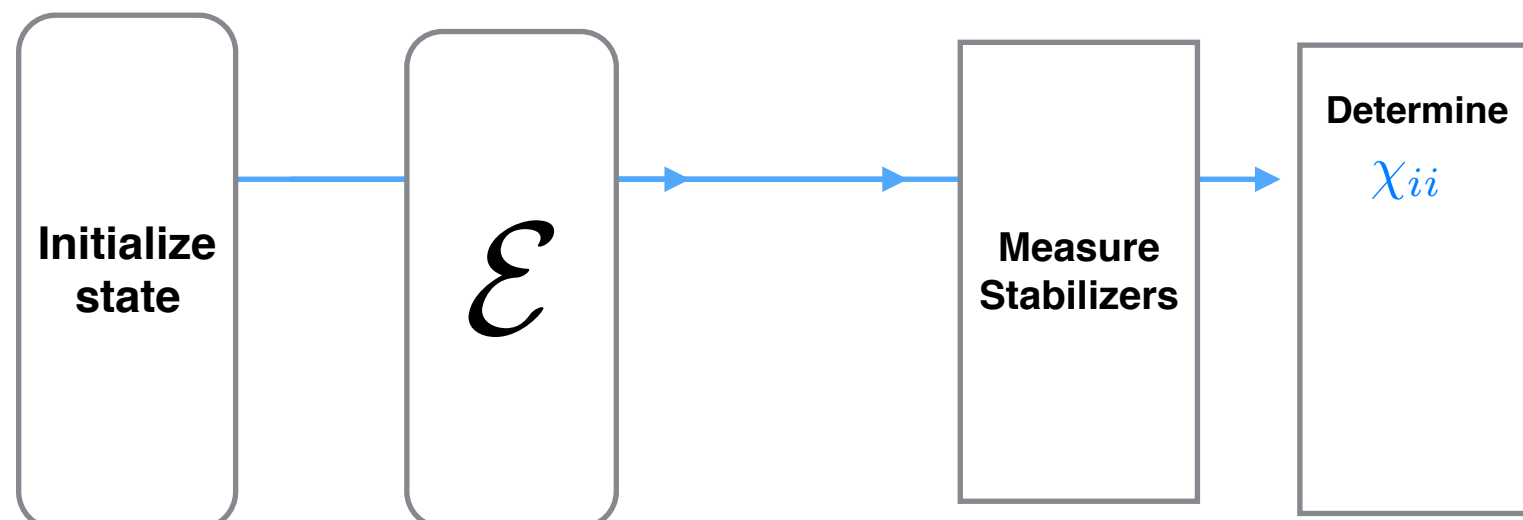 Initialize
state
ℰ
Measure
Stabilizers
Determine
χii